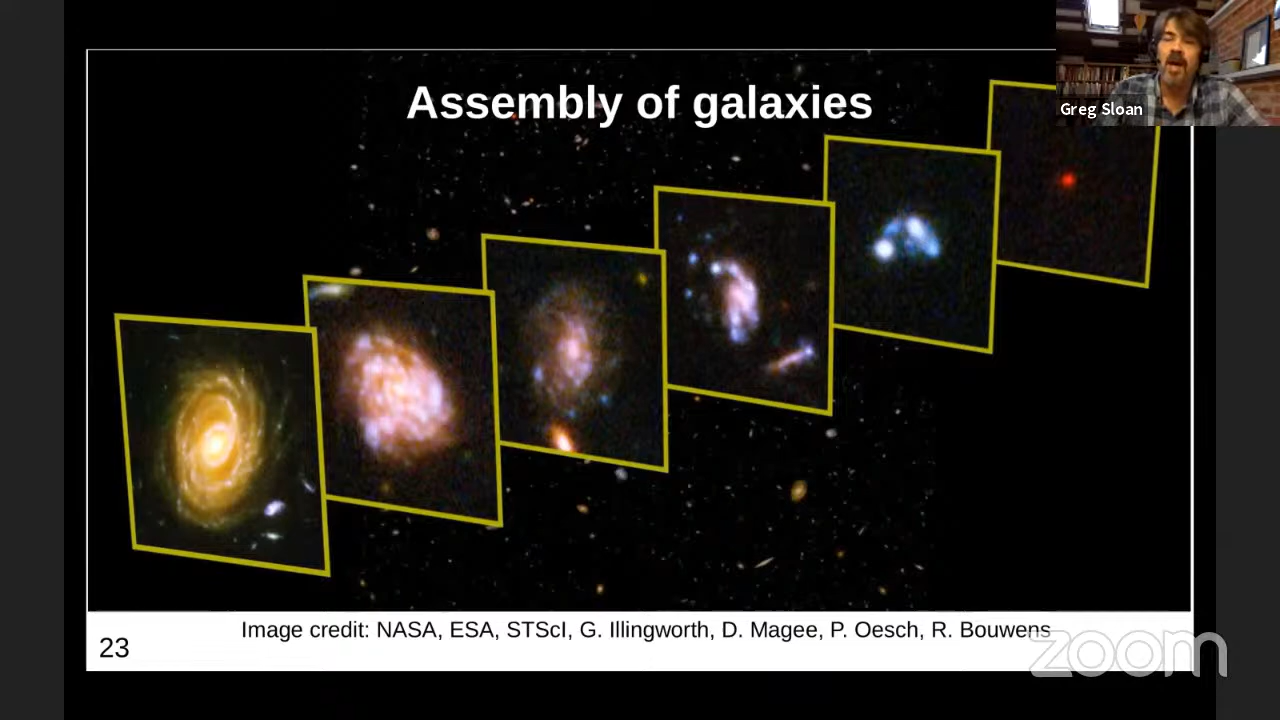 Assembly of galaxies
Greg Sloan
Image credit: NASA, ESA, STScI, G. Illingworth, D. Magee, P. Oesch, R. Bouwens
23
zoom